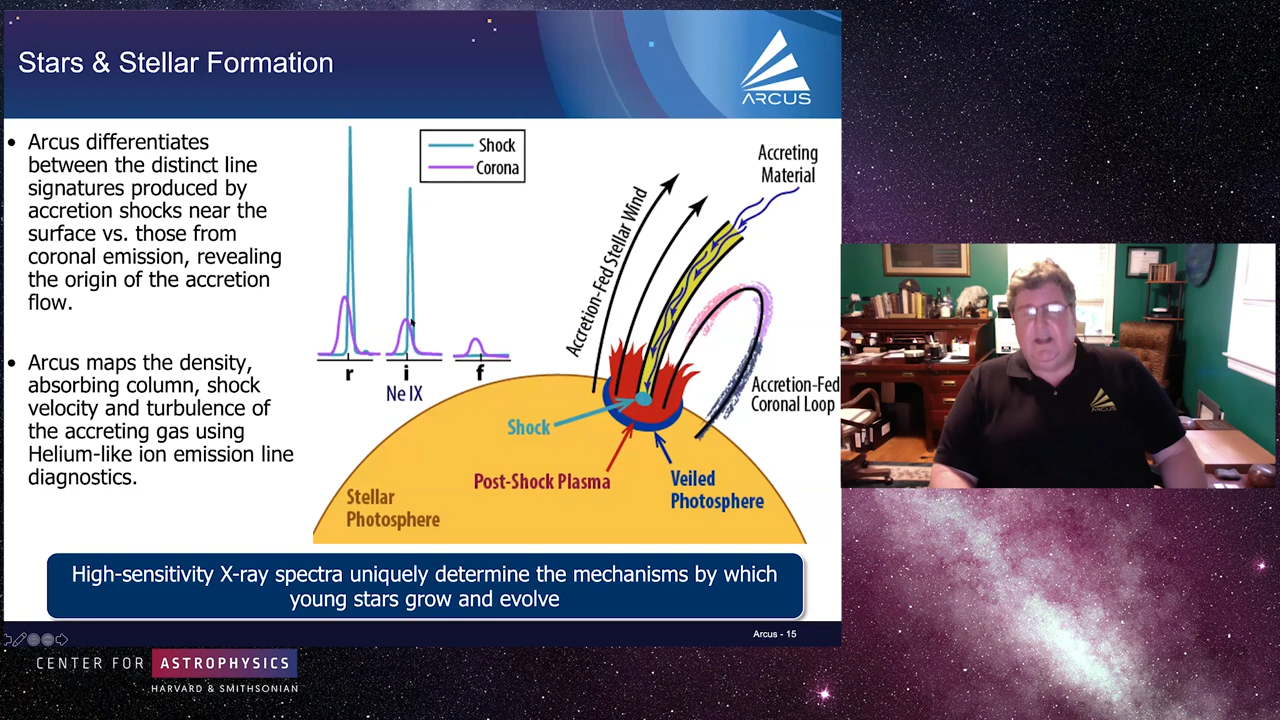 Stars & Stellar Formation
ARCUS
• Arcus differentiates
between the distinct line
signatures produced by
accretion shocks near the
surface vs. those from
coronal emission, revealing
the origin of the accretion
flow.
• Arcus maps the density,
absorbing column, shock
velocity and turbulence of
the accreting gas using
Helium-like ion emission line
diagnostics.
Shock
Corona
r
i
f
Ne IX
Accreting
Material
Accretion-Fed Stellar Wind
Accretion-Fed
Coronal Loop
Shock
Post-Shock Plasma
Veiled
Photosphere
Stellar
Photosphere
High-sensitivity X-ray spectra uniquely determine the mechanisms by which
young stars grow and evolve
Arcus - 15
ARCUS
CENTER FOR ASTROPHYSICS
HARVARD & SMITHSONIAN